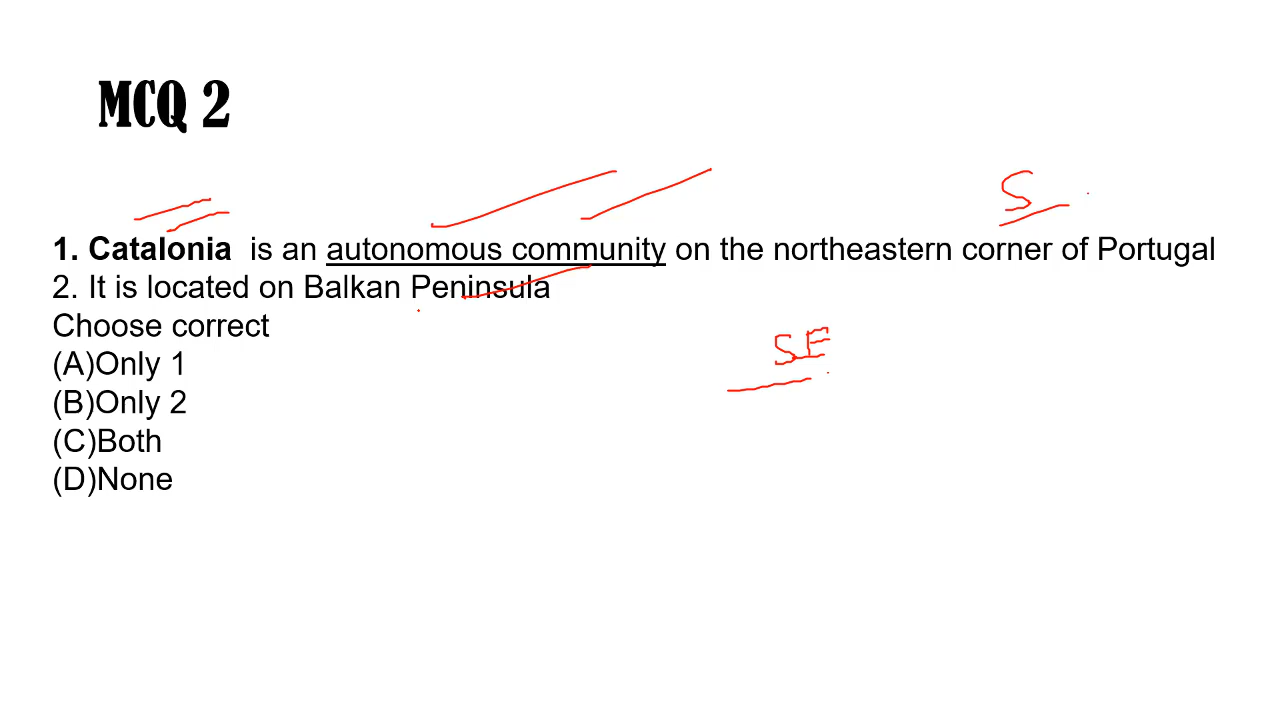 MCQ 2
S
1. Catalonia is an autonomous community on the northeastern corner of Portugal
2. It is located on Balkan Peninsula
Choose correct
SE
(A)Only 1
(B)Only 2
(C)Both
(D)None